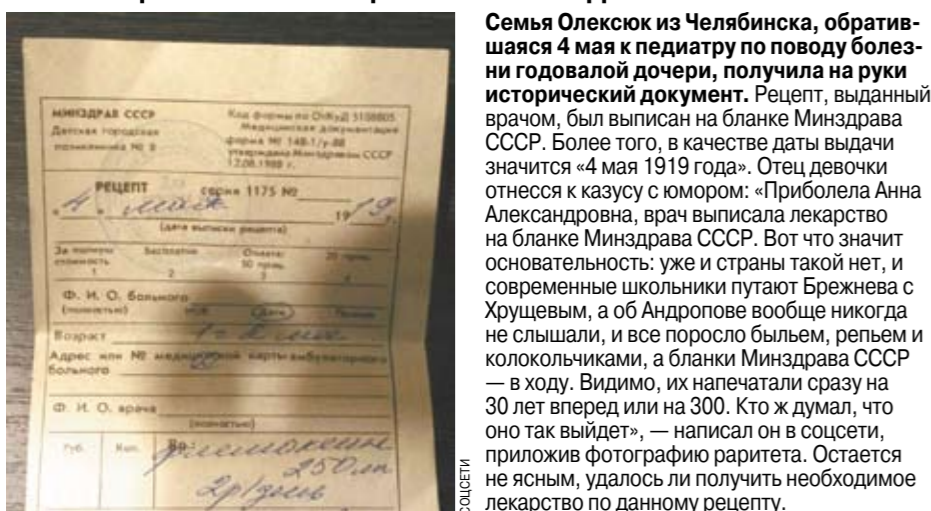 МИНЗДРАВ СССР
Детская городская
поликлиника № 8
Код формы по ОКУД 3108805
Медицинская документация
форма № 148-1/у-88
утверждена Минздравом СССР
12.08.1988 г.
РЕЦЕПТ серия 1175 №
"4" мая 19 19 г.
(дата выписки рецепта)
За полную стоимость 1
Бесплатно 2
Оплата: 50 проц. 3
20 проц. 4
Ф. И. О. больного
(полностью)
Возраст
Адрес или № медицинской карты амбулаторного
больного
Ф. И. О. врача
(полностью)
Руб. Коп. Rp.:
250
2р/день
СОЦСЕТИ
Семья Олексюк из Челябинска, обратив-
шаяся 4 мая к педиатру по поводу болез-
ни годовалой дочери, получила на руки
исторический документ. Рецепт, выданный
врачом, был выписан на бланке Минздрава
СССР. Более того, в качестве даты выдачи
значится «4 мая 1919 года». Отец девочки
отнесся к казусу с юмором: «Приболела Анна
Александровна, врач выписала лекарство
на бланке Минздрава СССР. Вот что значит
основательность: уже и страны такой нет, и
современные школьники путают Брежнева с
Хрущевым, а об Андропове вообще никогда
не слышали, и все поросло быльем, репьем и
колокольчиками, а бланки Минздрава СССР
— в ходу. Видимо, их напечатали сразу на
30 лет вперед или на 300. Кто ж думал, что
оно так выйдет», — написал он в соцсети,
приложив фотографию раритета. Остается
не ясным, удалось ли получить необходимое
лекарство по данному рецепту.